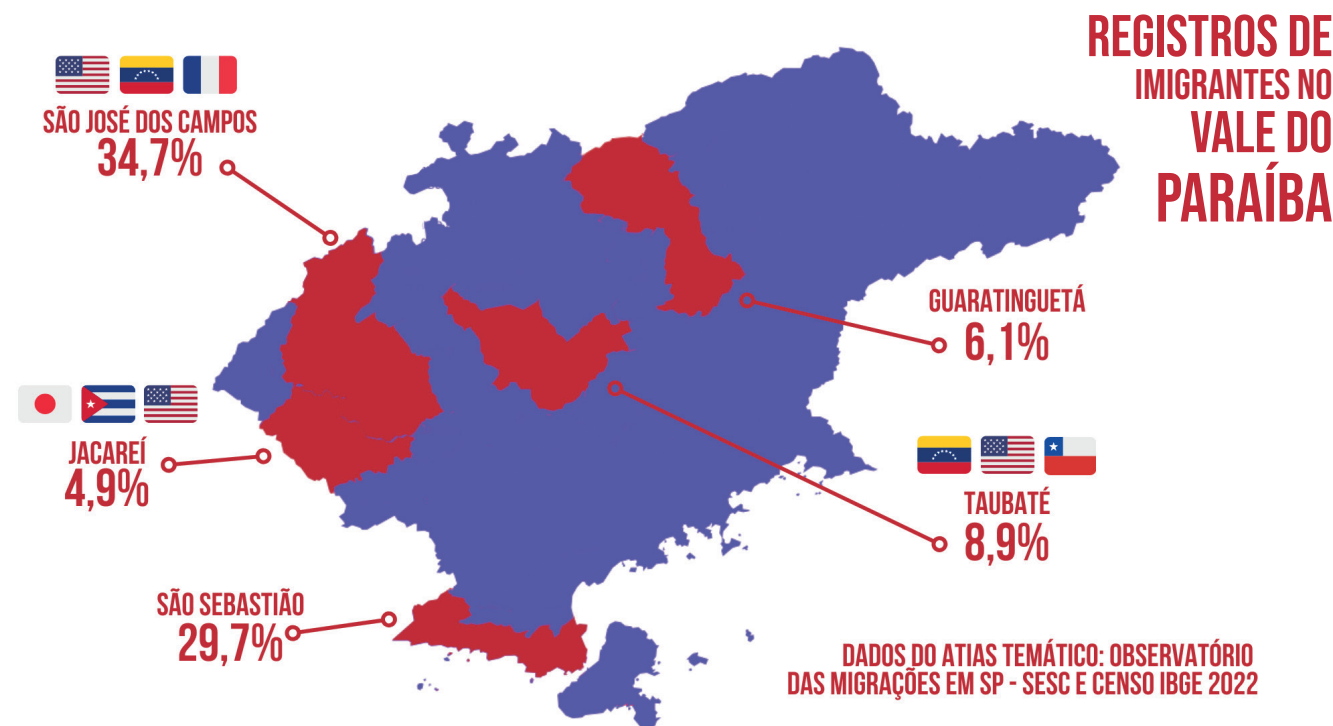 REGISTROS DE
IMIGRANTES NO
VALE DO
PARAÍBA
SÃO JOSÉ DOS CAMPOS
34,7%
GUARATINGUETÁ
6,1%
JACAREÍ
4,9%
TAUBATÉ
8,9%
SÃO SEBASTIÃO
29,7%
DADOS DO ATIAS TEMÁTICO: OBSERVATÓRIO
DAS MIGRAÇÕES EM SP - SESC E CENSO IBGE 2022